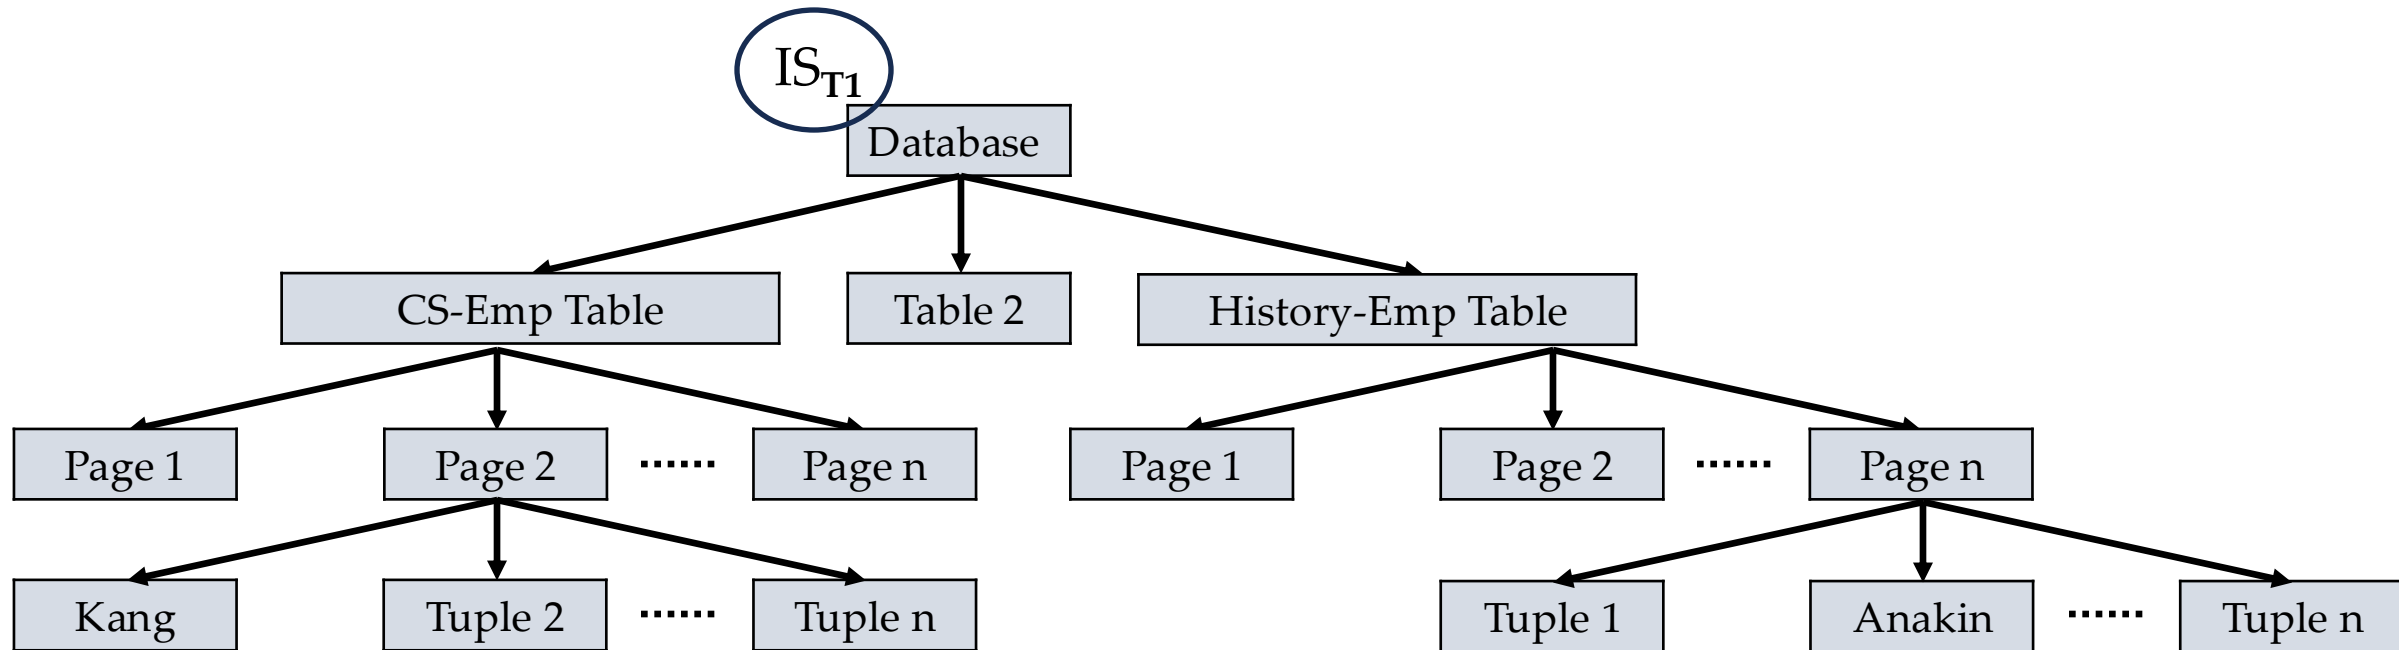 IS_T1
Database
CS-Emp Table
Table 2
History-Emp Table
Page 1
Page 2
......
Page n
Page 1
Page 2
......
Page n
Kang
Tuple 2
......
Tuple n
Tuple 1
Anakin
......
Tuple n